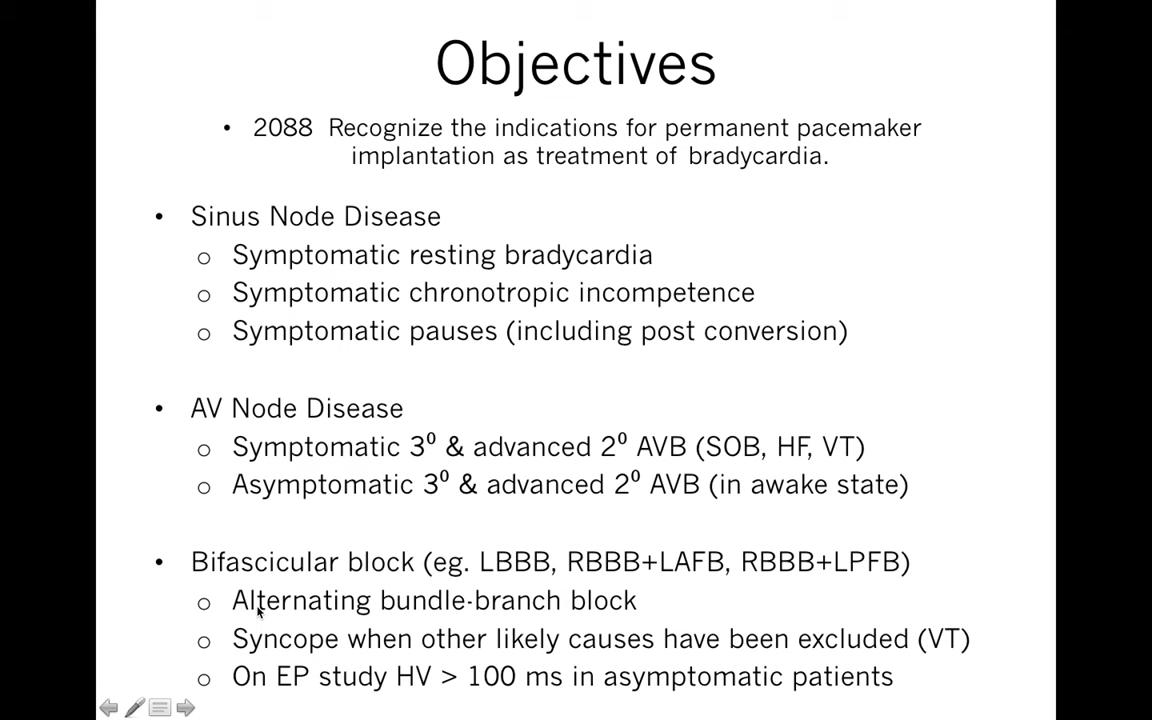 Objectives
• 2088 Recognize the indications for permanent pacemaker
implantation as treatment of bradycardia.
• Sinus Node Disease
o Symptomatic resting bradycardia
o Symptomatic chronotropic incompetence
o Symptomatic pauses (including post conversion)
• AV Node Disease
o Symptomatic 3⁰ & advanced 2⁰ AVB (SOB, HF, VT)
o Asymptomatic 3⁰ & advanced 2⁰ AVB (in awake state)
• Bifascicular block (eg. LBBB, RBBB+LAFB, RBBB+LPFB)
o Alternating bundle-branch block
o Syncope when other likely causes have been excluded (VT)
o On EP study HV > 100 ms in asymptomatic patients